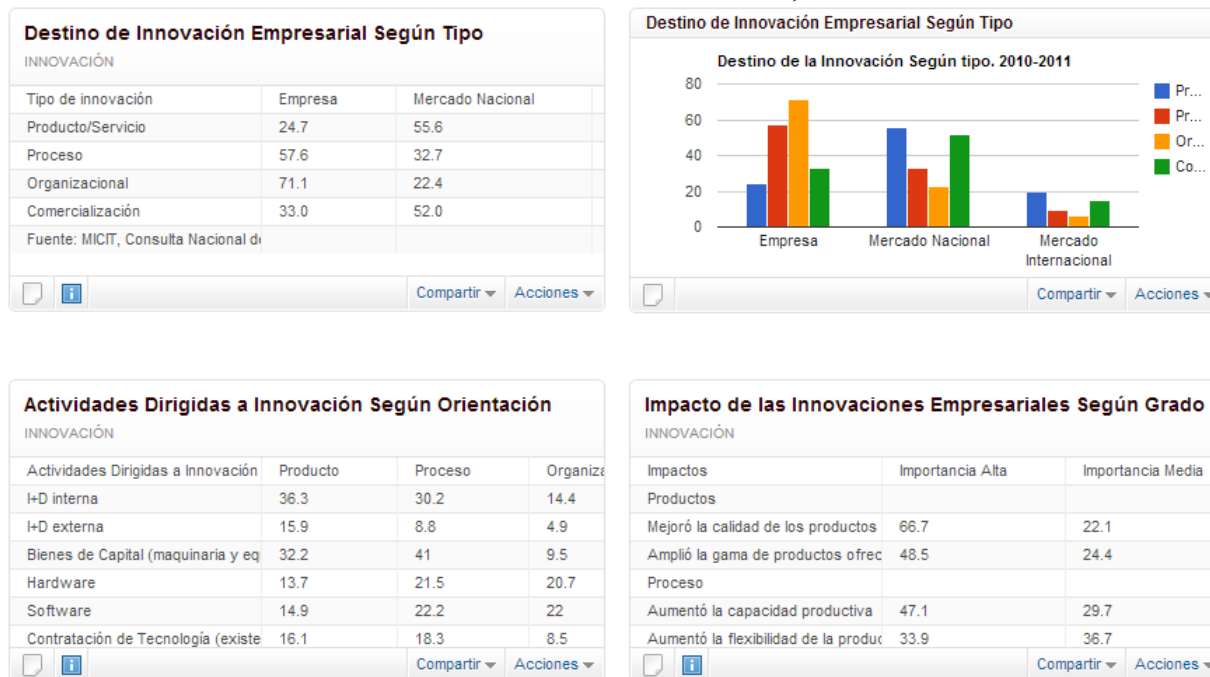 Destino de Innovación Empresarial Según Tipo
INNOVACIÓN
Tipo de innovación Empresa Mercado Nacional
Producto/Servicio 24.7 55.6
Proceso 57.6 32.7
Organizacional 71.1 22.4
Comercialización 33.0 52.0
Fuente: MICIT, Consulta Nacional de
Compartir Acciones
Destino de Innovación Empresarial Según Tipo
Destino de la Innovación Según tipo. 2010-2011
80
60
40
20
0
Empresa Mercado Nacional Mercado
Internacional
Pr...
Pr...
Or...
Co...
Compartir Acciones
Actividades Dirigidas a Innovación Según Orientación
INNOVACIÓN
Actividades Dirigidas a Innovación Producto Proceso Organiza
I+D interna 36.3 30.2 14.4
I+D externa 15.9 8.8 4.9
Bienes de Capital (maquinaria y eq 32.2 41 9.5
Hardware 13.7 21.5 20.7
Software 14.9 22.2 22
Contratación de Tecnología (existe 16.1 18.3 8.5
Compartir Acciones
Impacto de las Innovaciones Empresariales Según Grado
INNOVACIÓN
Impactos Importancia Alta Importancia Media
Productos
Mejoró la calidad de los productos 66.7 22.1
Amplió la gama de productos ofrec 48.5 24.4
Proceso
Aumentó la capacidad productiva 47.1 29.7
Aumentó la flexibilidad de la produc 33.9 36.7
Compartir Acciones